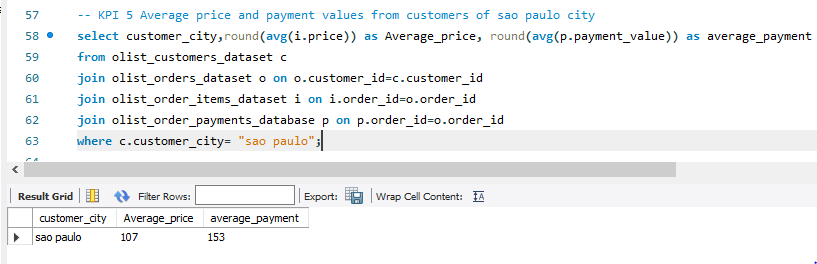 57 -- KPI 5 Average price and payment values from customers of sao paulo city
58 select customer_city,round(avg(i.price)) as Average_price, round(avg(p.payment_value)) as average_payment
59 from olist_customers_dataset c
60 join olist_orders_dataset o on o.customer_id=c.customer_id
61 join olist_order_items_dataset i on i.order_id=o.order_id
62 join olist_order_payments_database p on p.order_id=o.order_id
63 where c.customer_city= "sao paulo";
Result Grid Filter Rows: Export: Wrap Cell Content: IA
customer_city Average_price average_payment
sao paulo 107 153